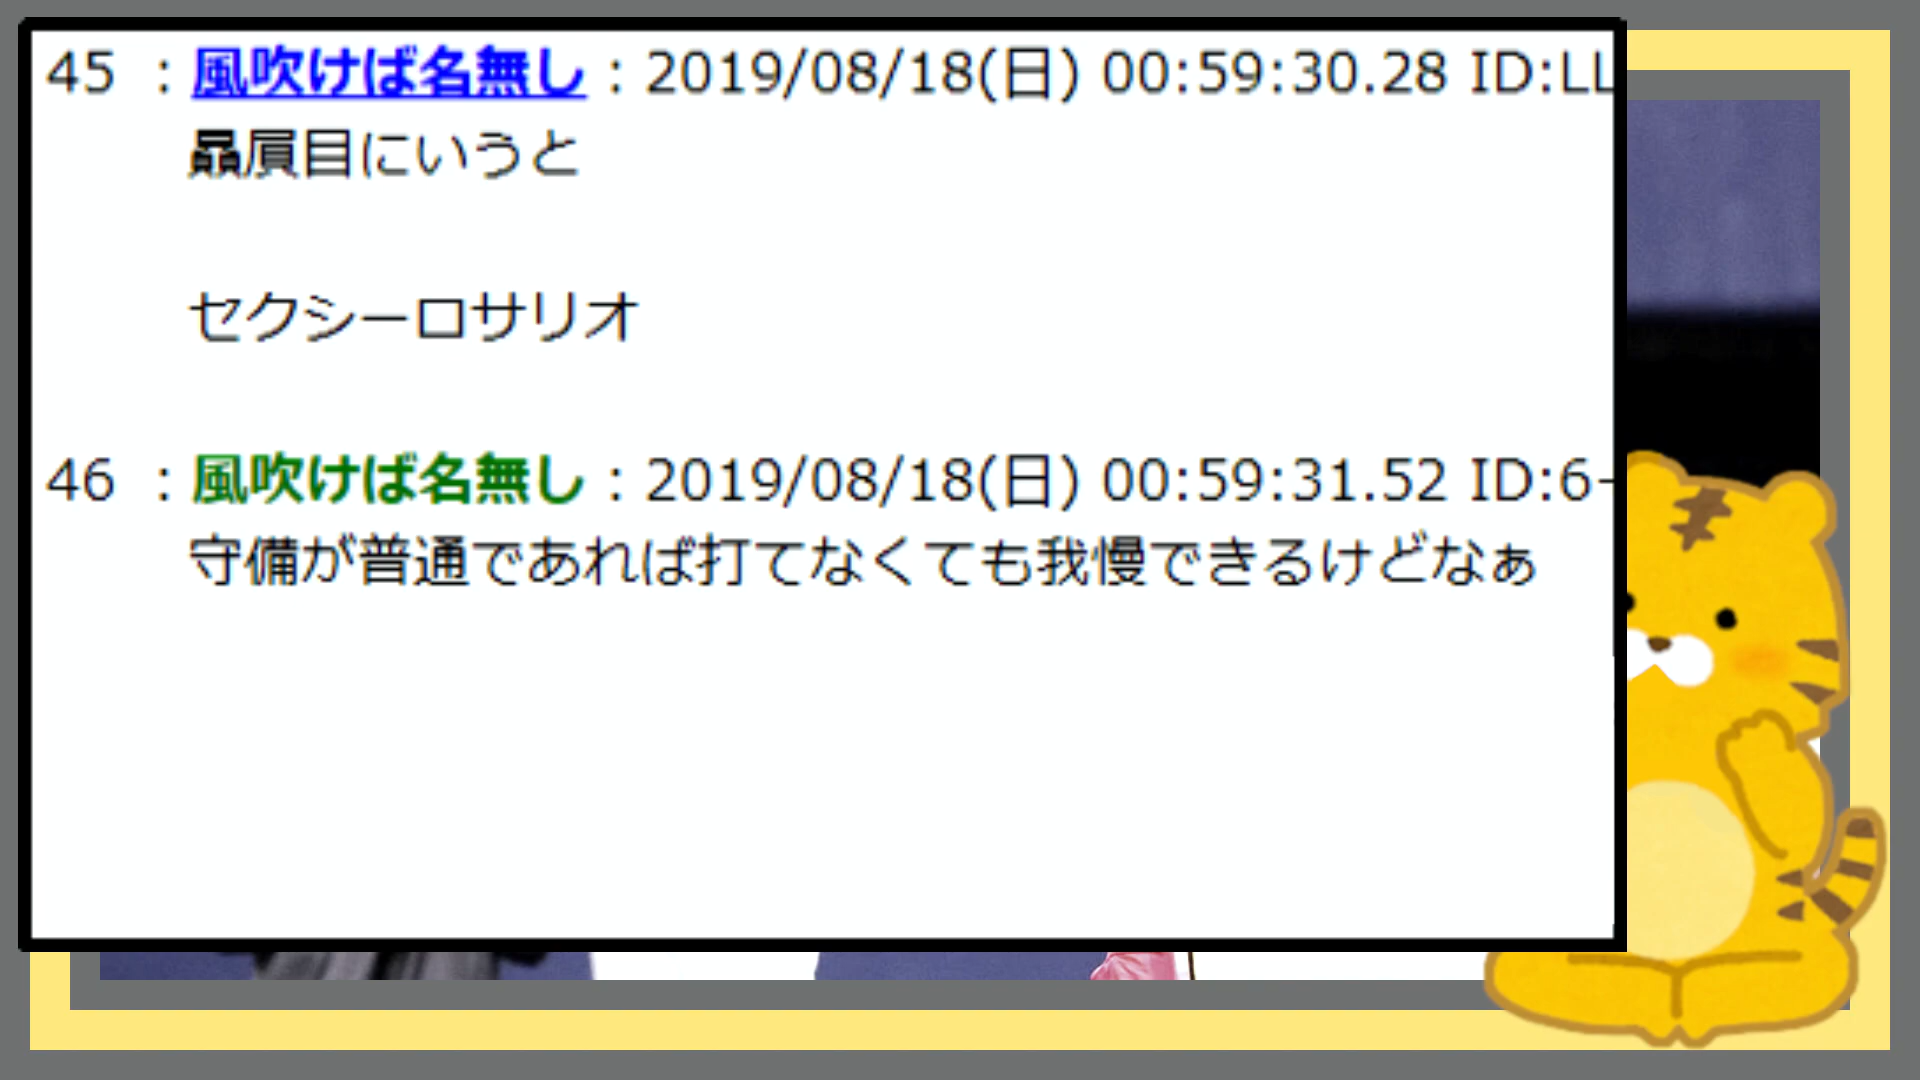 45 ：風吹けば名無し：2019/08/18(日) 00:59:30.28 ID:LL
贔屓目にいうと
セクシーロサリオ
46 ：風吹けば名無し：2019/08/18(日) 00:59:31.52 ID:6-
守備が普通であれば打てなくても我慢できるけどなぁ